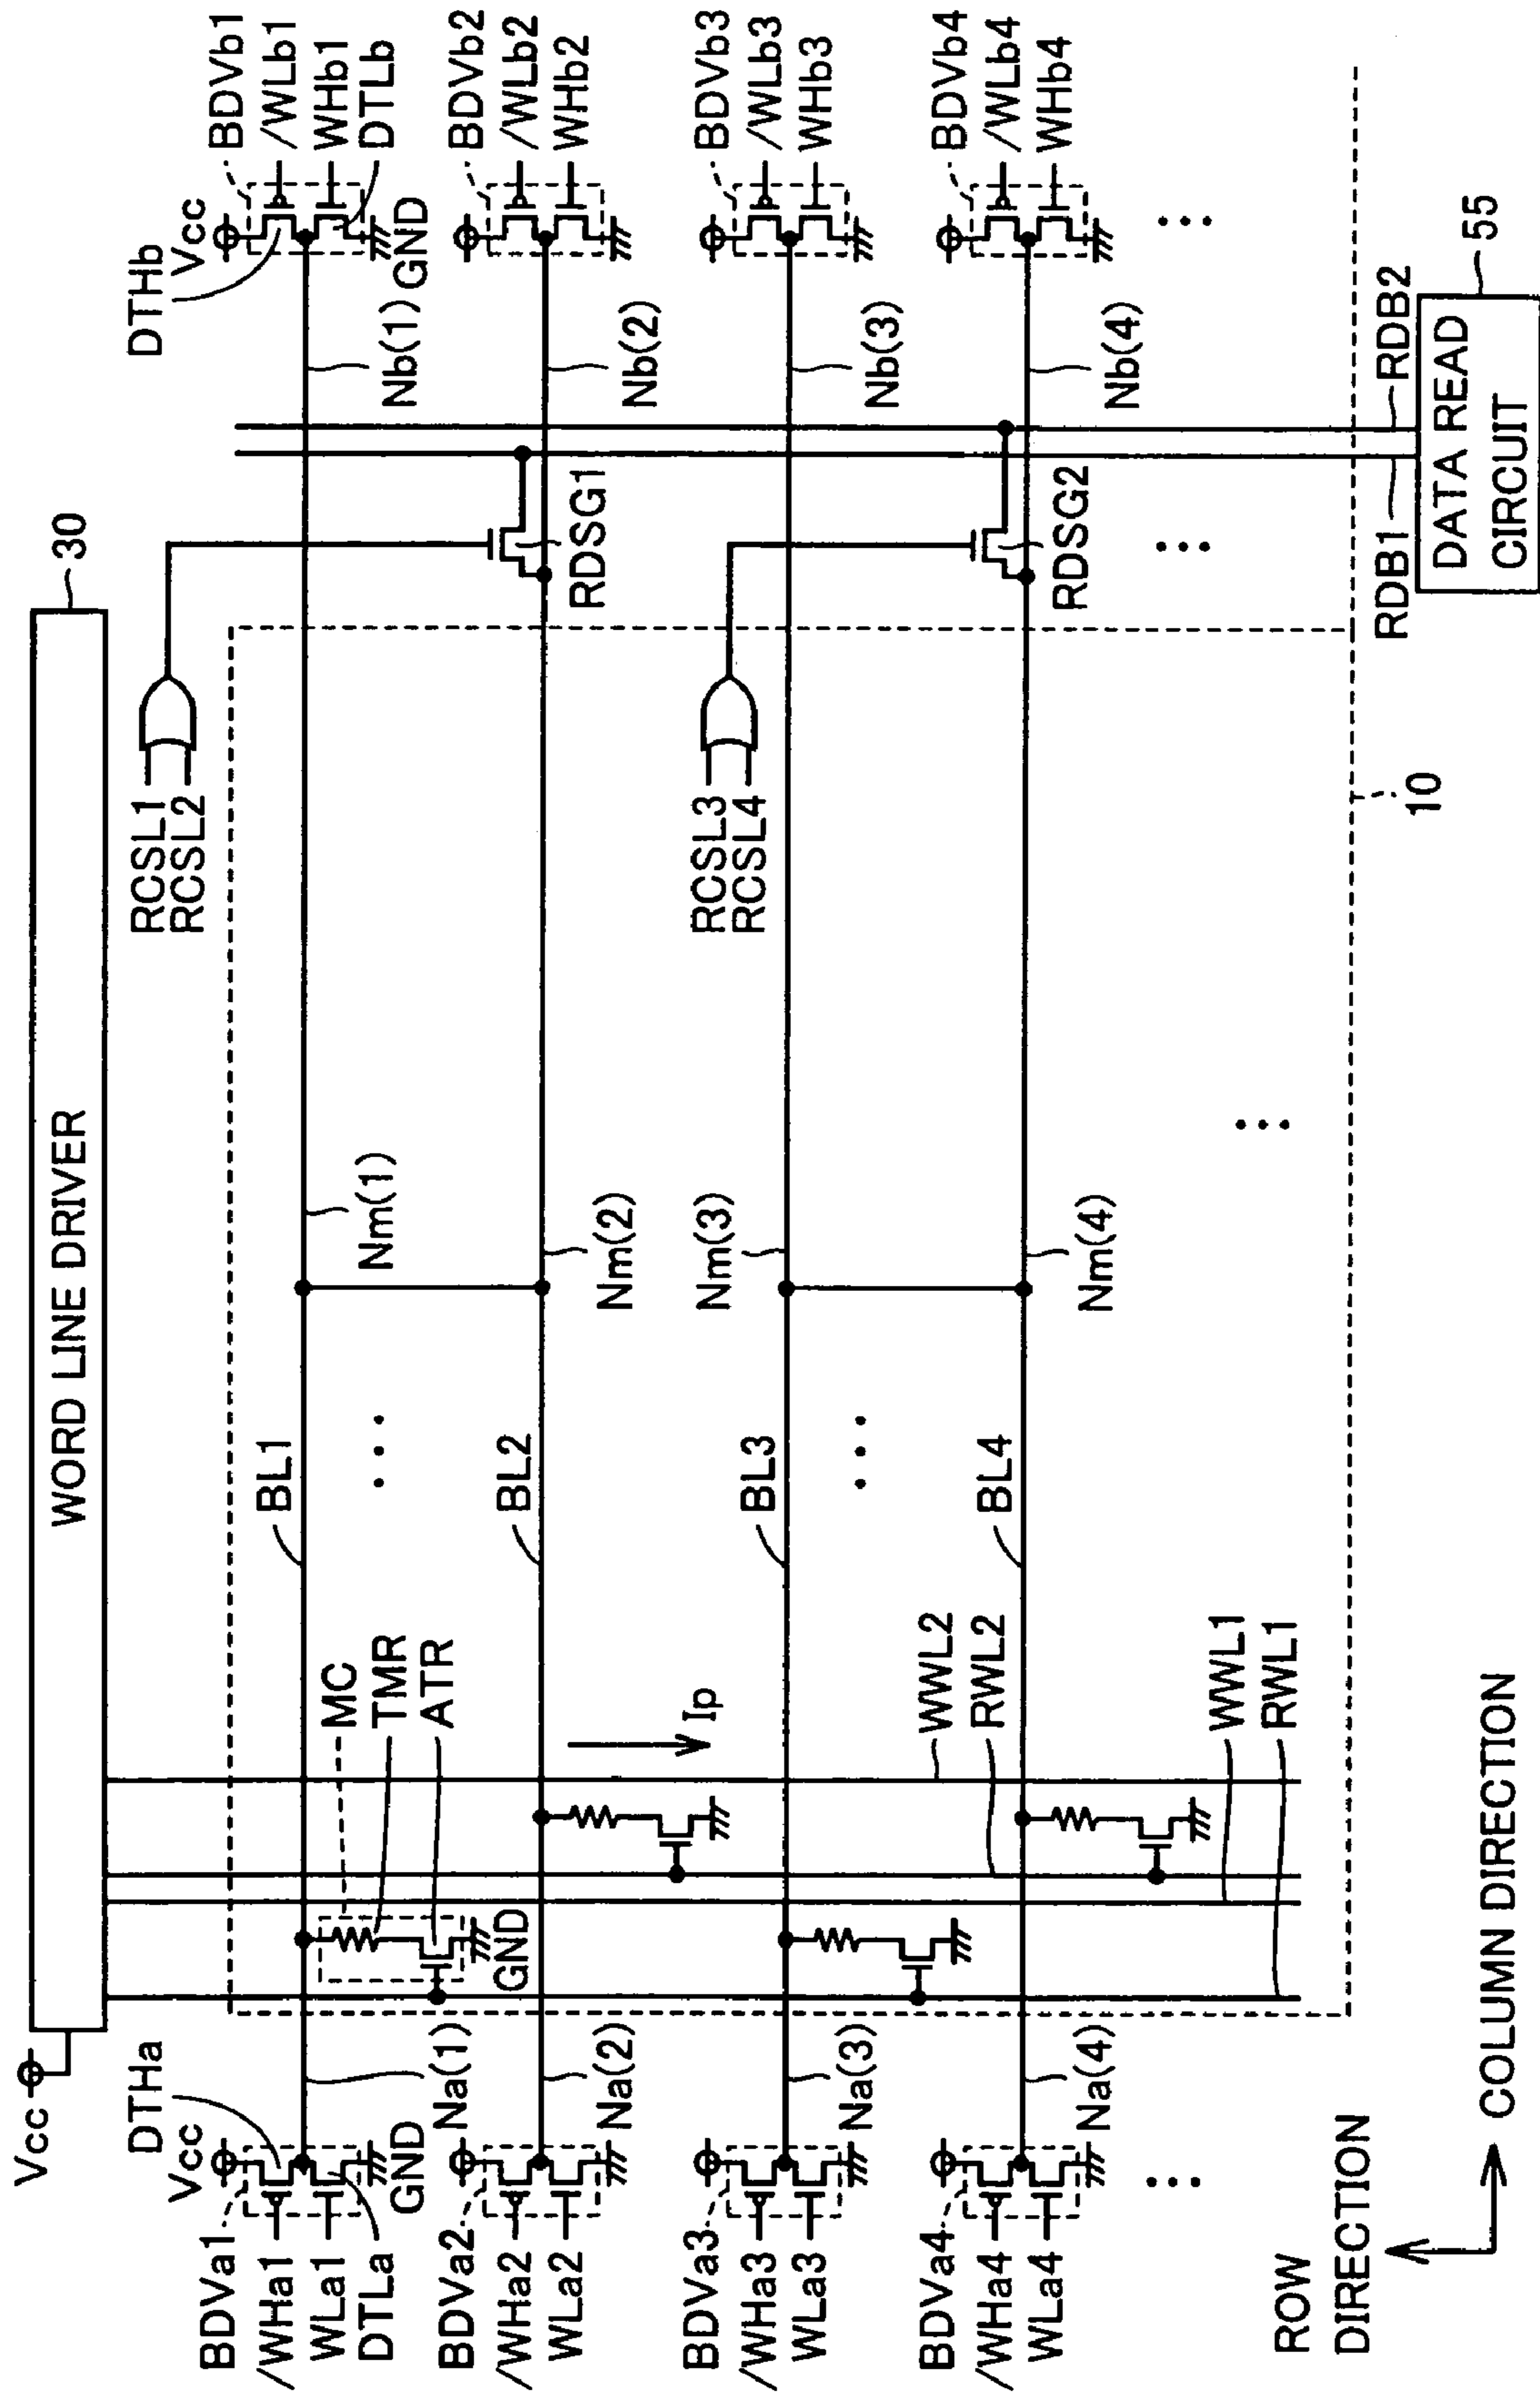 Vcc
WORD LINE DRIVER
30
DTHa
Vcc
BDVa1
/WHa1
WLa1
DTLa
GND
Na(1)
BDVa2
/WHa2
WLa2
Na(2)
BDVa3
/WHa3
WLa3
Na(3)
BDVa4
/WHa4
WLa4
Na(4)
...
MC
TMR
ATR
GND
BL1
...
BL2
BL3
...
BL4
Ip
WWL2
RWL2
WWL1
RWL1
Nm(1)
Nm(2)
Nm(3)
Nm(4)
...
RCSL1
RCSL2
RCSL3
RCSL4
10
RDSG1
RDSG2
...
DTHb
Vcc
GND
BDVb1
/WLb1
WHb1
DTLb
Nb(1)
BDVb2
/WLb2
WHb2
Nb(2)
BDVb3
/WLb3
WHb3
Nb(3)
BDVb4
/WLb4
WHb4
Nb(4)
...
RDB1
RDB2
DATA READ
CIRCUIT
55
ROW
DIRECTION
COLUMN DIRECTION